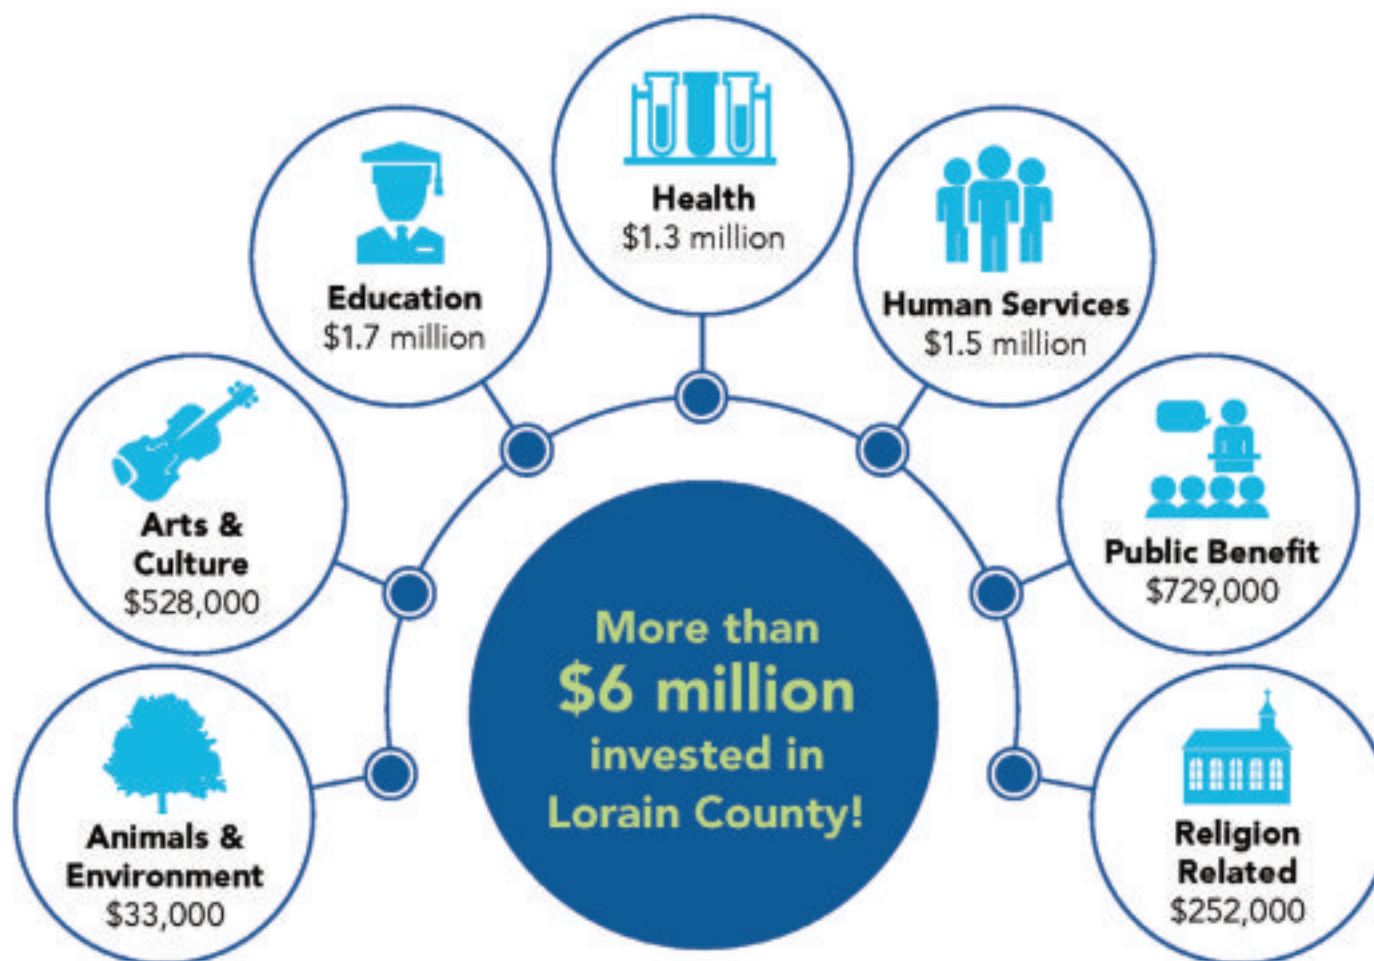 Health
$1.3 million
Education
$1.7 million
Human Services
$1.5 million
Arts &
Culture
$528,000
Public Benefit
$729,000
More than
$6 million
invested in
Lorain County!
Animals &
Environment
$33,000
Religion
Related
$252,000